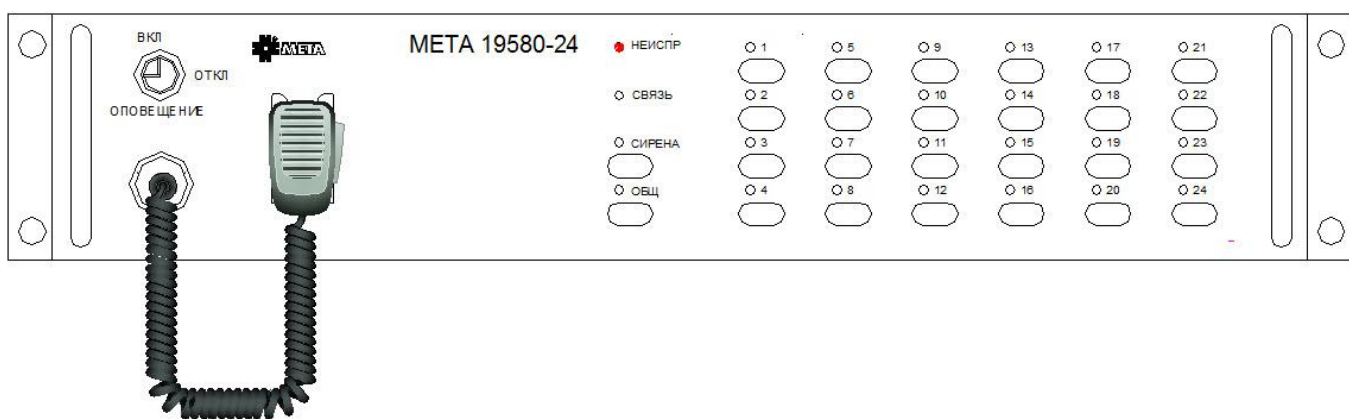 ВКЛ
ОТКЛ
ОПОВЕЩЕНИЕ
МЕТА
МЕТА 19580-24
НЕИСПР
СВЯЗЬ
СИРЕНА
ОБЩ
1 5 9 13 17 21
2 6 10 14 18 22
3 7 11 15 19 23
4 8 12 16 20 24